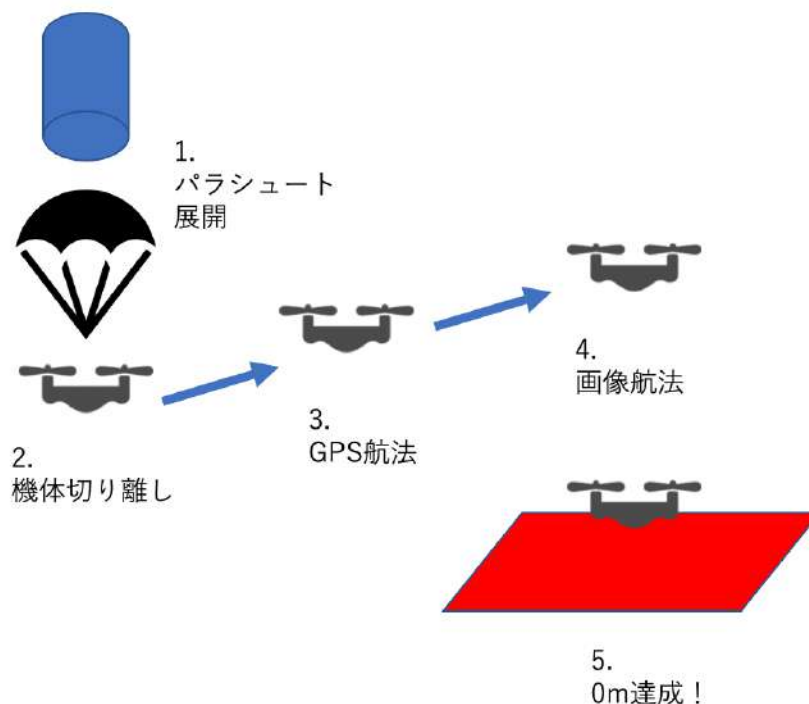 1.
パラシュート
展開
2.
機体切り離し
3.
GPS航法
4.
画像航法
5.
0m達成！